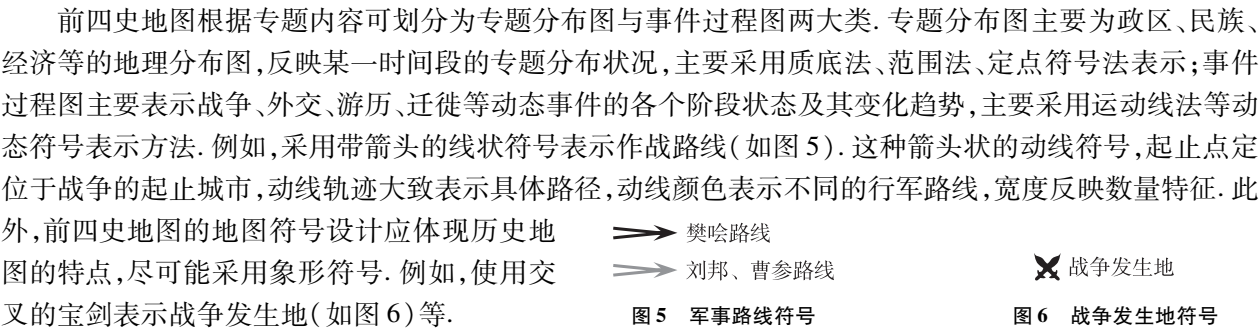 前四史地图根据专题内容可划分为专题分布图与事件过程图两大类. 专题分布图主要为政区、民族、
经济等的地理分布图,反映某一时间段的专题分布状况,主要采用质底法、范围法、定点符号法表示;事件
过程图主要表示战争、外交、游历、迁徙等动态事件的各个阶段状态及其变化趋势,主要采用运动线法等动
态符号表示方法. 例如,采用带箭头的线状符号表示作战路线(如图 5). 这种箭头状的动线符号,起止点定
位于战争的起止城市,动线轨迹大致表示具体路径,动线颜色表示不同的行军路线,宽度反映数量特征. 此
外,前四史地图的地图符号设计应体现历史地
图的特点,尽可能采用象形符号. 例如,使用交
叉的宝剑表示战争发生地(如图 6)等.
樊哙路线
刘邦、曹参路线
图 5 军事路线符号
战争发生地
图 6 战争发生地符号